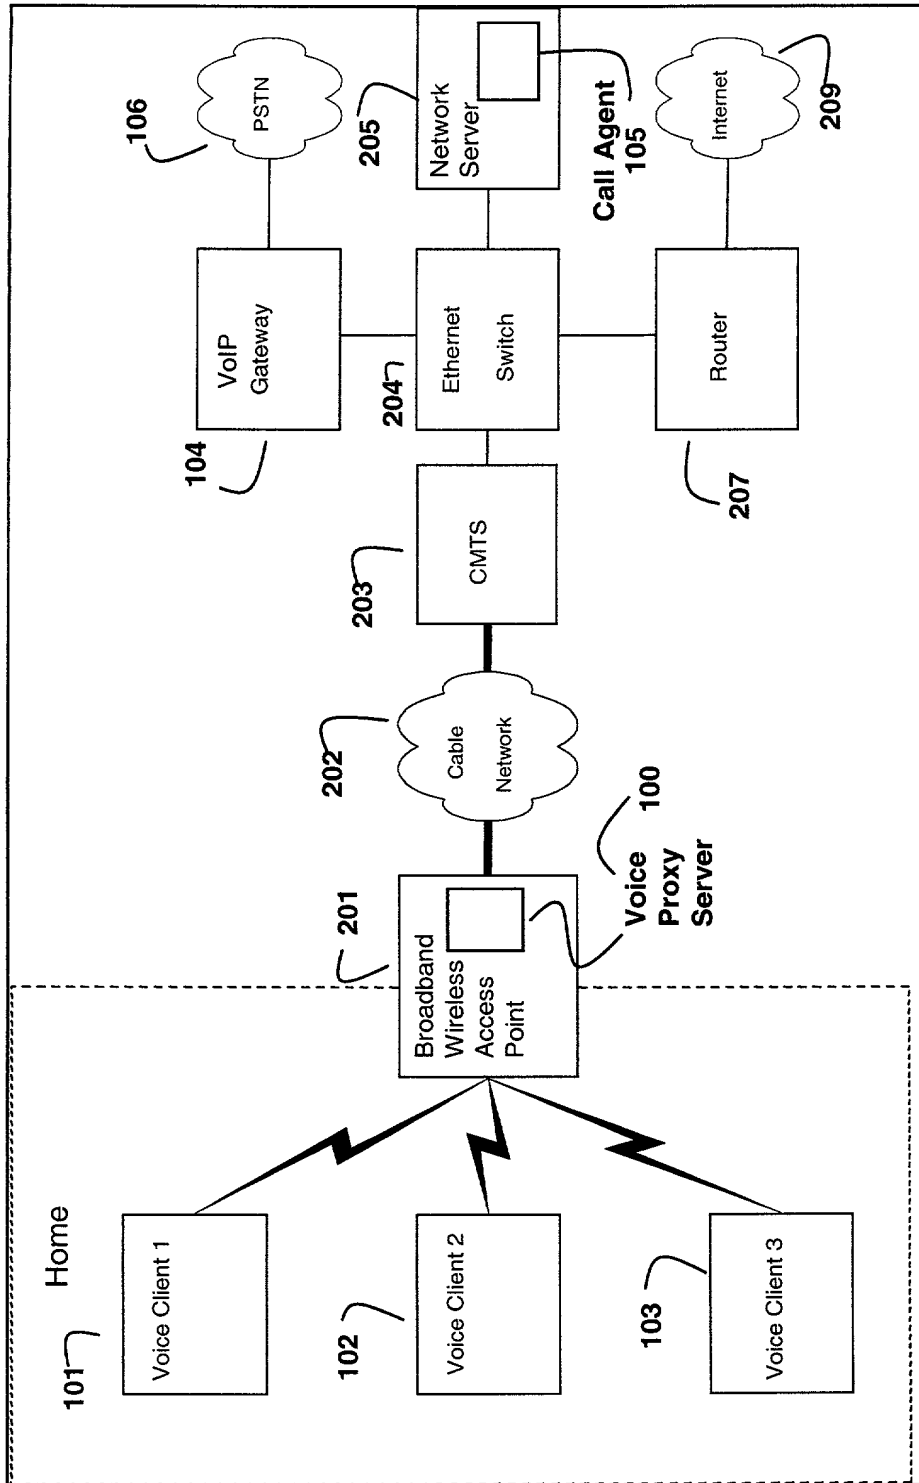 Home
101
Voice Client 1
102
Voice Client 2
103
Voice Client 3
201
Broadband
Wireless
Access
Point
100
Voice
Proxy
Server
202
Cable
Network
203
CMTS
104
VoIP
Gateway
204
Ethernet
Switch
207
Router
106
PSTN
205
Network
Server
Call Agent
105
Internet
209